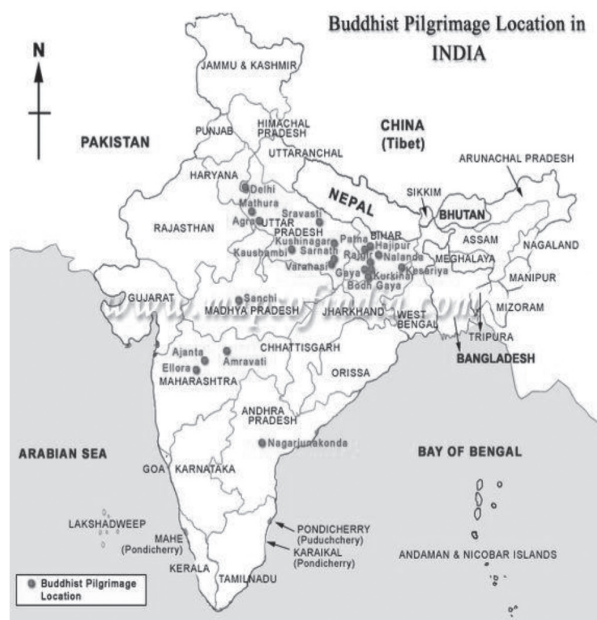 Buddhist Pilgrimage Location in
INDIA
N
JAMMU & KASHMIR
HIMACHAL
PRADESH
PUNJAB
PAKISTAN
CHINA
(Tibet)
UTTARANCHAL
ARUNACHAL PRADESH
HARYANA
Delhi
NEPAL
SIKKIM
BHUTAN
Mathura
Agra
UTTAR
PRADESH
Sravasti
RAJASTHAN
Kushinagar
Patna
BIHAR
Hajipur
ASSAM
NAGALAND
Kaushambi
Sarnath
Rajgir
Nalanda
MEGHALAYA
Varanasi
Gaya
Kesariya
Kurkihar
MANIPUR
Bodh Gaya
GUJARAT
Sanchi
MADHYA PRADESH
JHARKHAND
WEST
BENGAL
MIZORAM
TRIPURA
www.mapsofindia.com
BANGLADESH
CHHATTISGARH
Ajanta
Amravati
Ellora
MAHARASHTRA
ORISSA
ANDHRA
PRADESH
Nagarjunakonda
ARABIAN SEA
BAY OF BENGAL
GOA
KARNATAKA
LAKSHADWEEP
MAHE
(Pondicherry)
PONDICHERRY
(Puduchchery)
KARAIKAL
(Pondicherry)
ANDAMAN & NICOBAR ISLANDS
KERALA
TAMILNADU
Buddhist Pilgrimage
Location